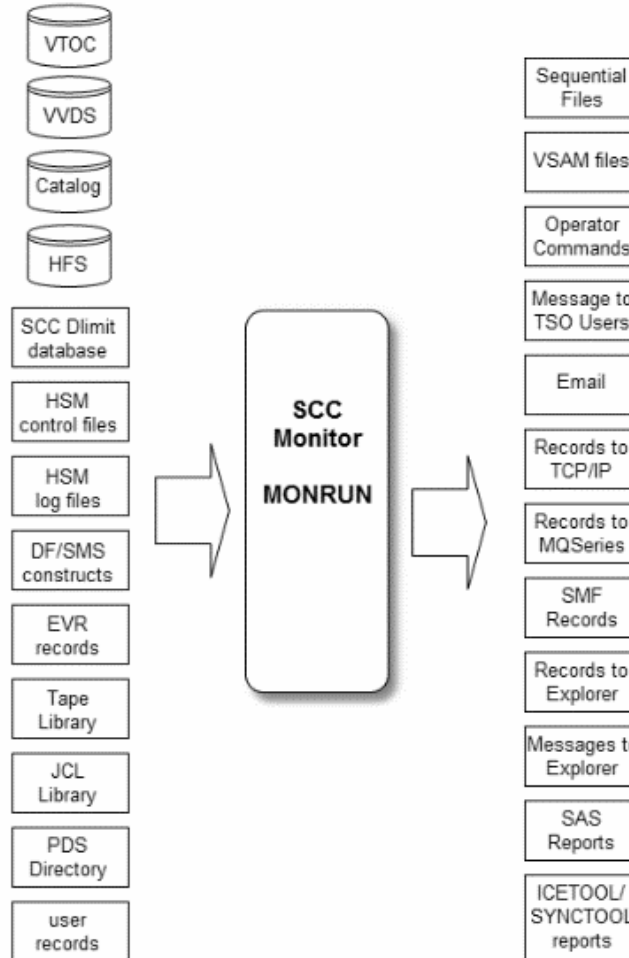 VTOC
VVDS
Catalog
HFS
SCC Dlimit
database
HSM
control files
HSM
log files
DF/SMS
constructs
EVR
records
Tape
Library
JCL
Library
PDS
Directory
user
records
SCC
Monitor
MONRUN
Sequential
Files
VSAM files
Operator
Commands
Message to
TSO Users
Email
Records to
TCP/IP
Records to
MQSeries
SMF
Records
Records to
Explorer
Messages t
Explorer
SAS
Reports
ICETOOL/
SYNCTOOL
reports